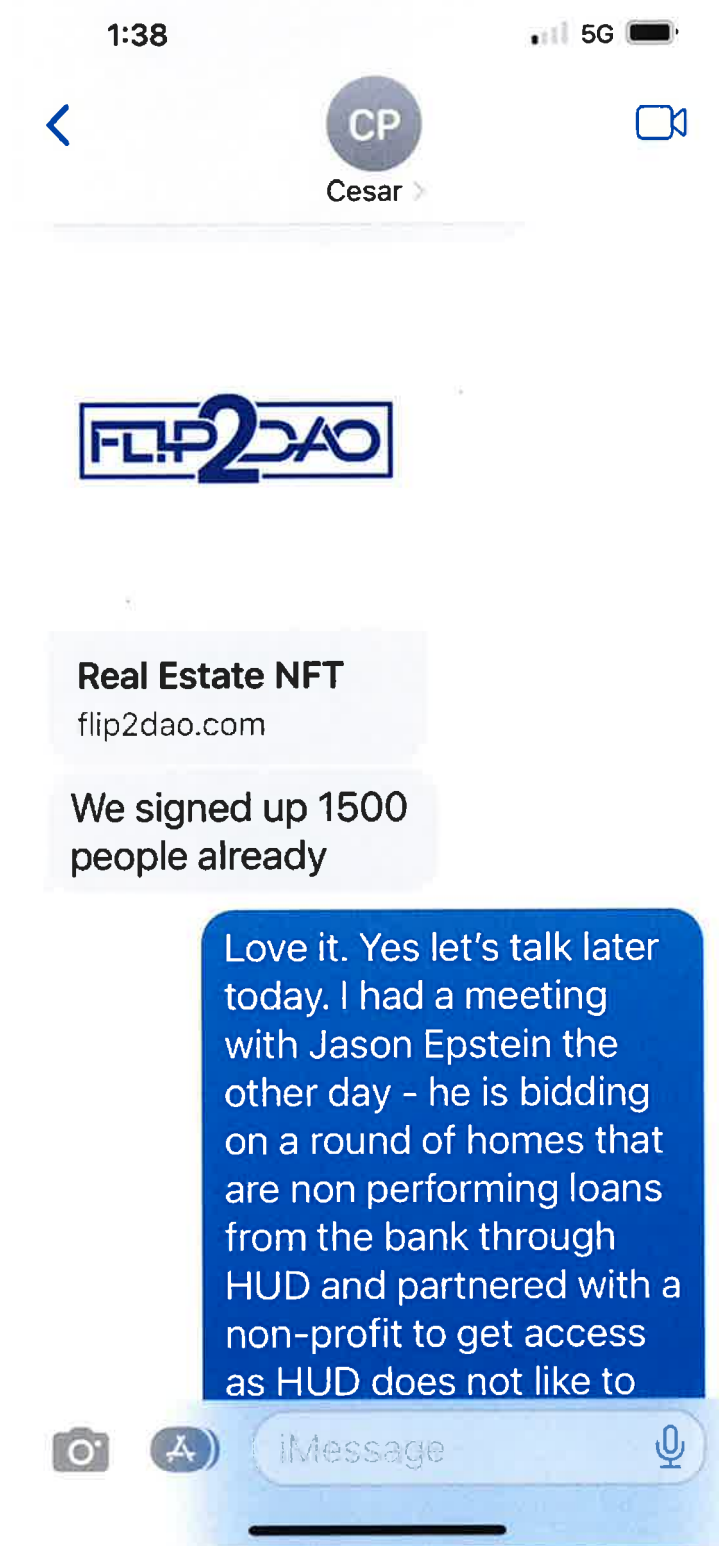 1:38
5G
CP
Cesar
FLIP2DAO
Real Estate NFT
flip2dao.com
We signed up 1500
people already
Love it. Yes let's talk later
today. I had a meeting
with Jason Epstein the
other day - he is bidding
on a round of homes that
are non performing loans
from the bank through
HUD and partnered with a
non-profit to get access
as HUD does not like to
iMessage